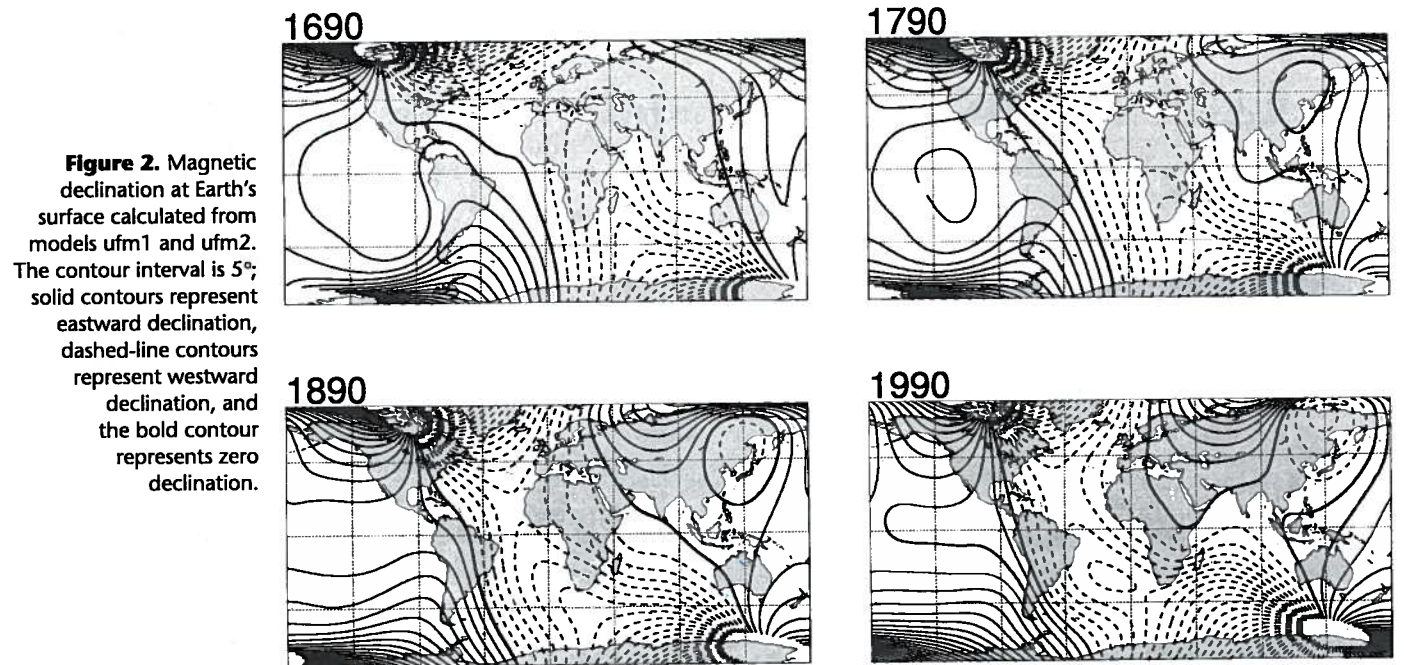 1690
1790
Figure 2. Magnetic
declination at Earth's
surface calculated from
models ufm1 and ufm2.
The contour interval is 5°;
solid contours represent
eastward declination,
dashed-line contours
represent westward
declination, and
the bold contour
represents zero
declination.
1890
1990